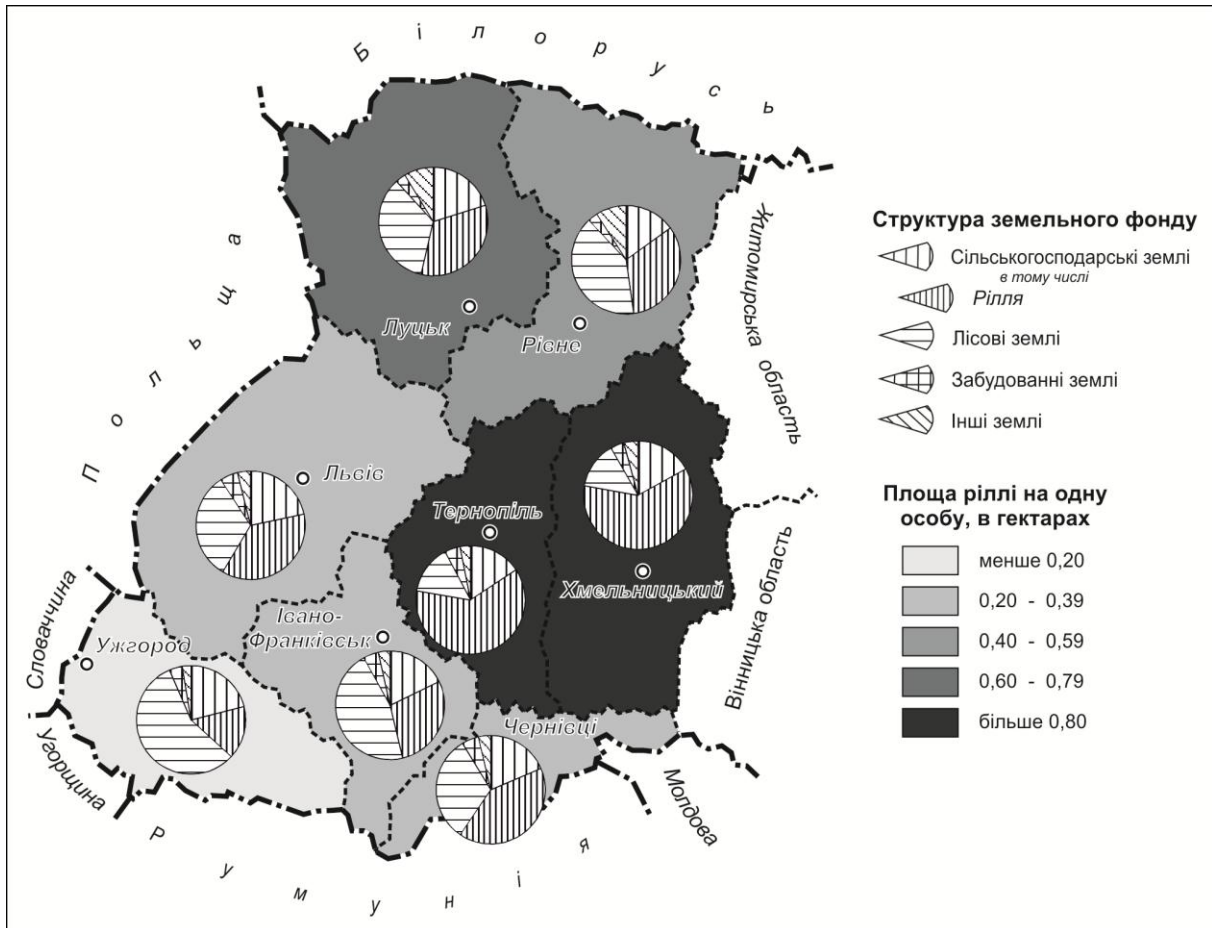 Білорусь
Польща
Житомирська область
Луцьк
Рівне
Львів
Тернопіль
Хмельницький
Вінницька область
Словаччина
Ужгород
Івано-
Франківськ
Чернівці
Угорщина
Румунія
Молдова
Структура земельного фонду
Сільськогосподарські землі
в тому числі
Рілля
Лісові землі
Забудованні землі
Інші землі
Площа ріллі на одну
особу, в гектарах
менше 0,20
0,20 - 0,39
0,40 - 0,59
0,60 - 0,79
більше 0,80